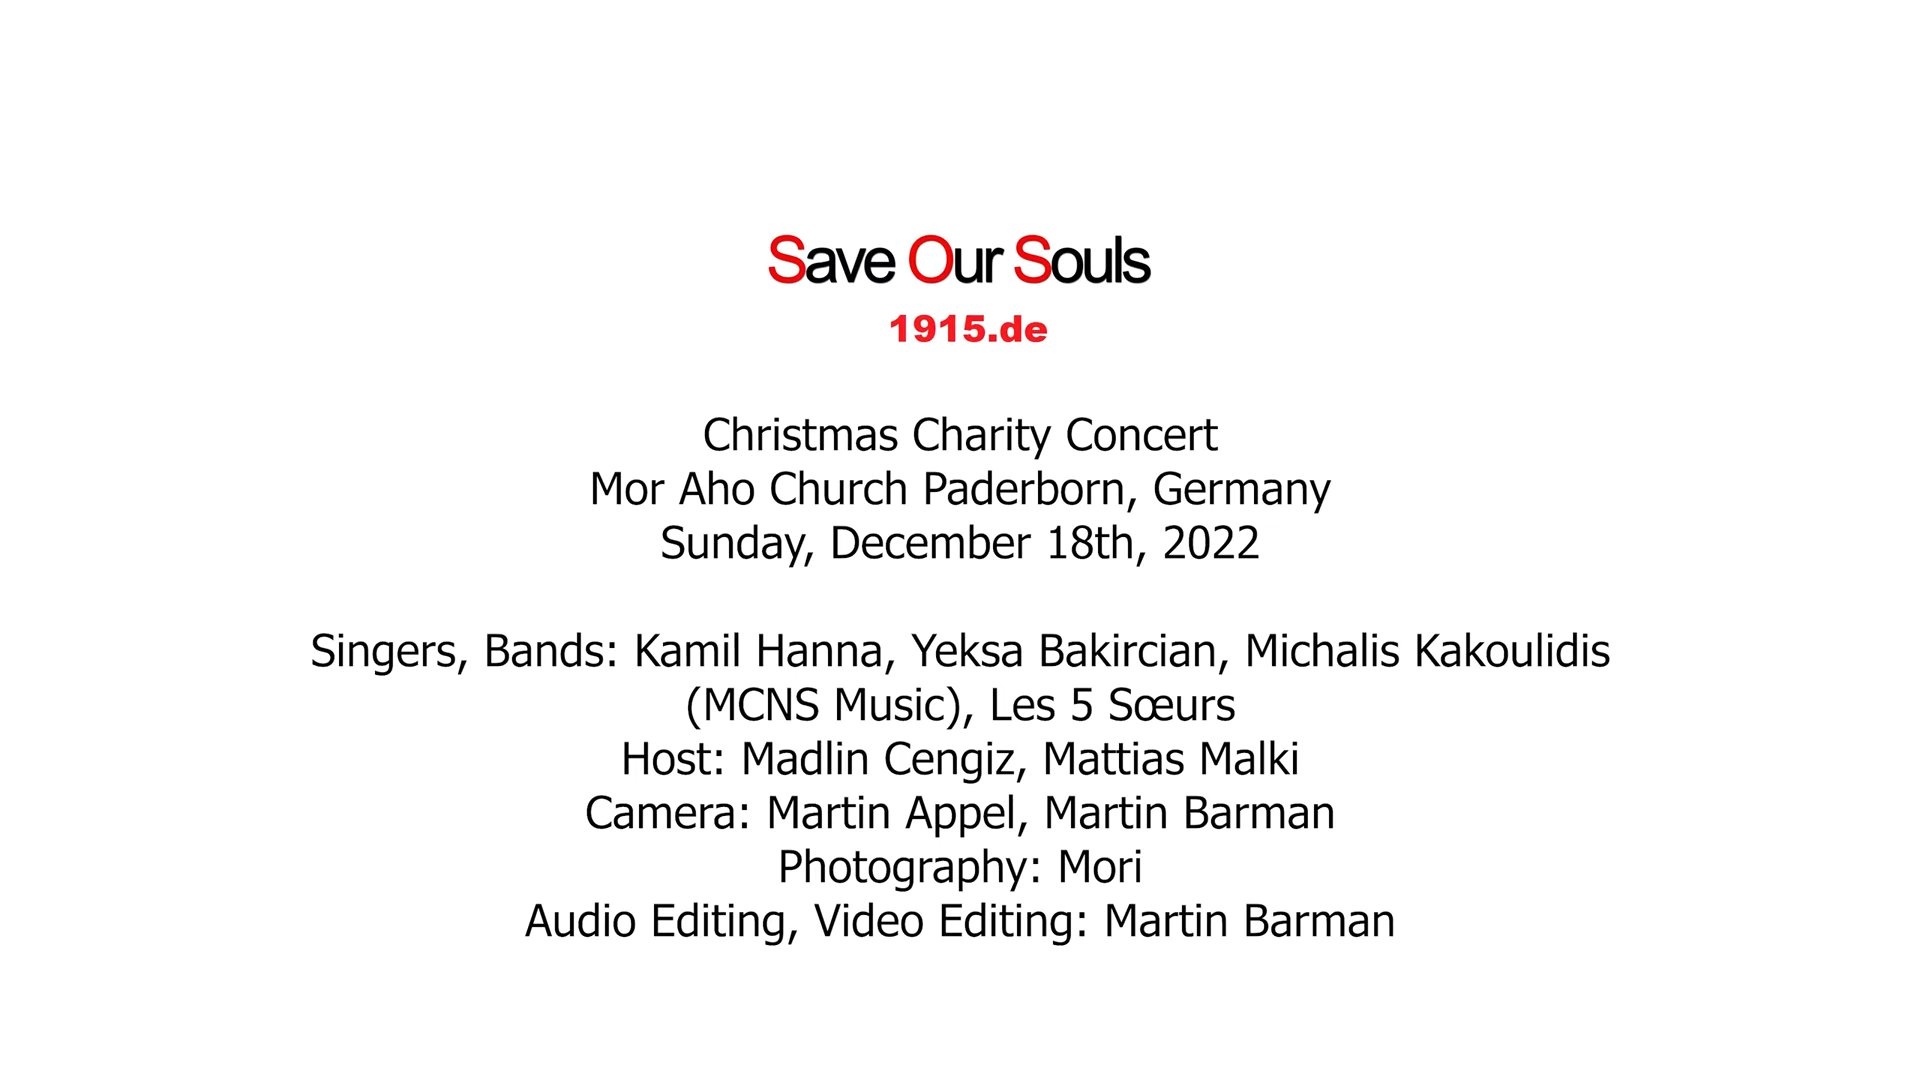 Save Our Souls
1915.de
Christmas Charity Concert
Mor Aho Church Paderborn, Germany
Sunday, December 18th, 2022
Singers, Bands: Kamil Hanna, Yeksa Bakircian, Michalis Kakoulidis
(MCNS Music), Les 5 Sœurs
Host: Madlin Cengiz, Mattias Malki
Camera: Martin Appel, Martin Barman
Photography: Mori
Audio Editing, Video Editing: Martin Barman